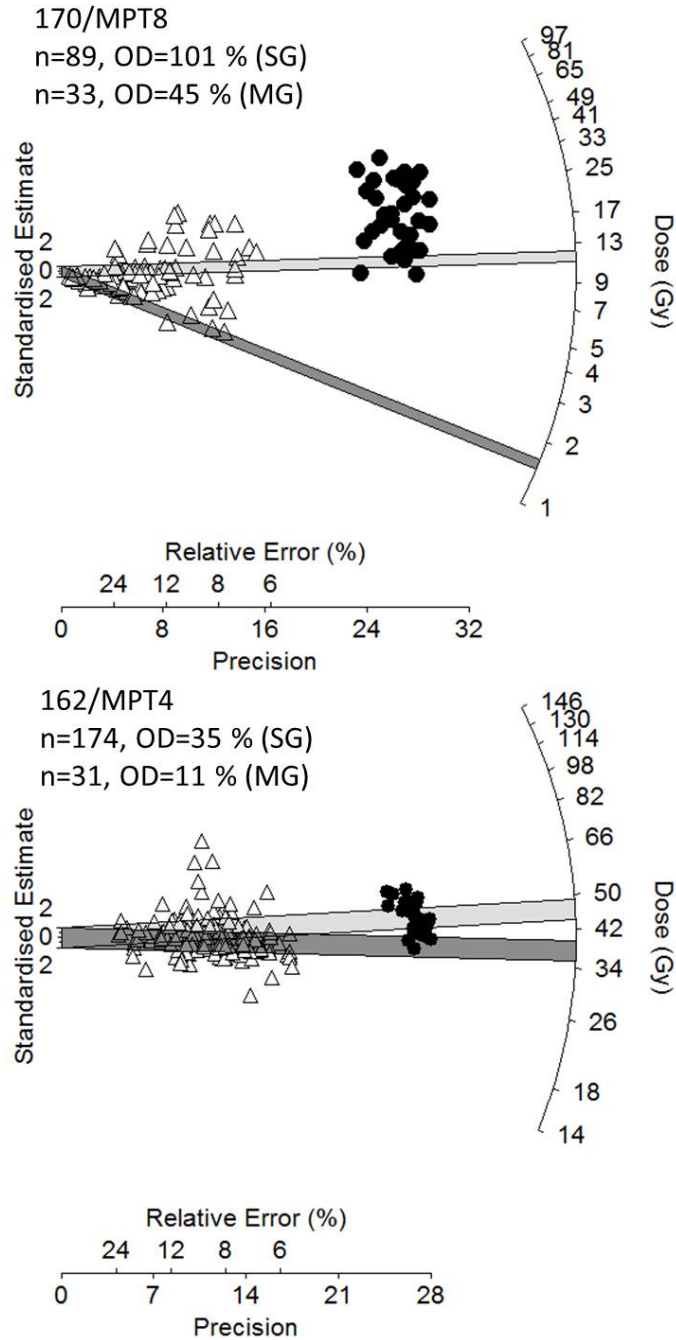 170/MPT8
n=89, OD=101 % (SG)
n=33, OD=45 % (MG)
97
81
65
49
41
33
25
17
13
9
7
5
4
3
2
1
Dose (Gy)
Standardised Estimate
2
0
2
Relative Error (%)
24 12 8 6
0 8 16 24 32
Precision
162/MPT4
n=174, OD=35 % (SG)
n=31, OD=11 % (MG)
146
130
114
98
82
66
50
42
34
26
18
14
Dose (Gy)
Standardised Estimate
2
0
2
Relative Error (%)
24 12 8 6
0 7 14 21 28
Precision